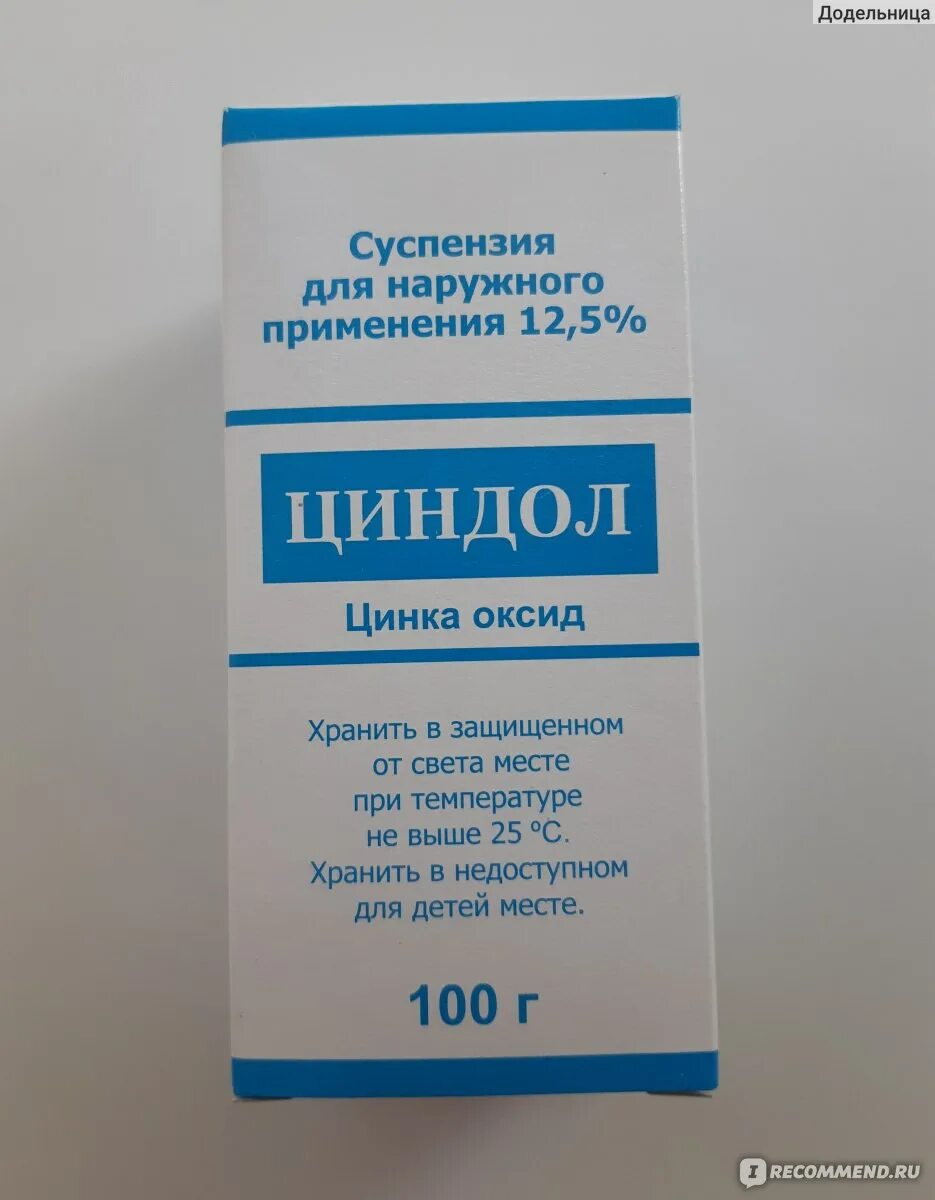 Додельница
Суспензия
для наружного
применения 12,5%
ЦИНДОЛ
Цинка оксид
Хранить в защищенном
от света месте
при температуре
не выше 25 ºС.
Хранить в недоступном
для детей месте.
100 г
I RECOMMEND.RU